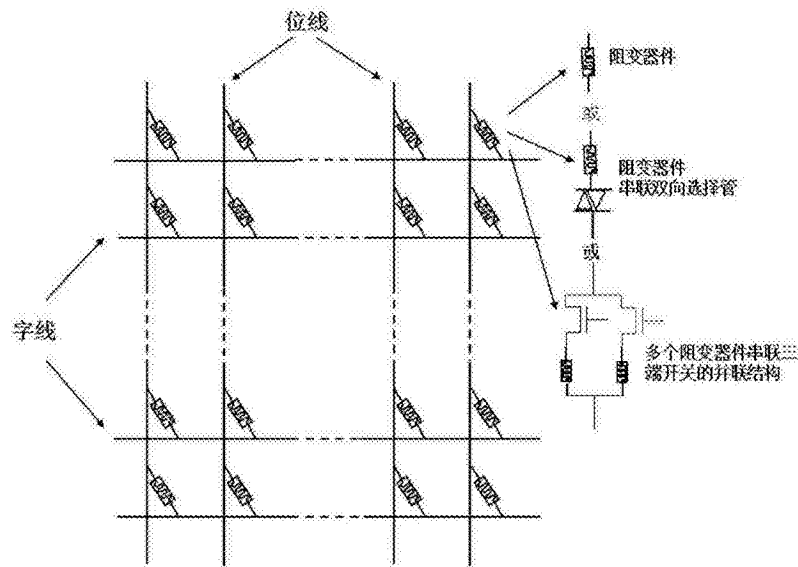 位线
阻变器件
或
阻变器件
串联双向选择管
或
字线
多个阻变器件串联三
端开关的并联结构